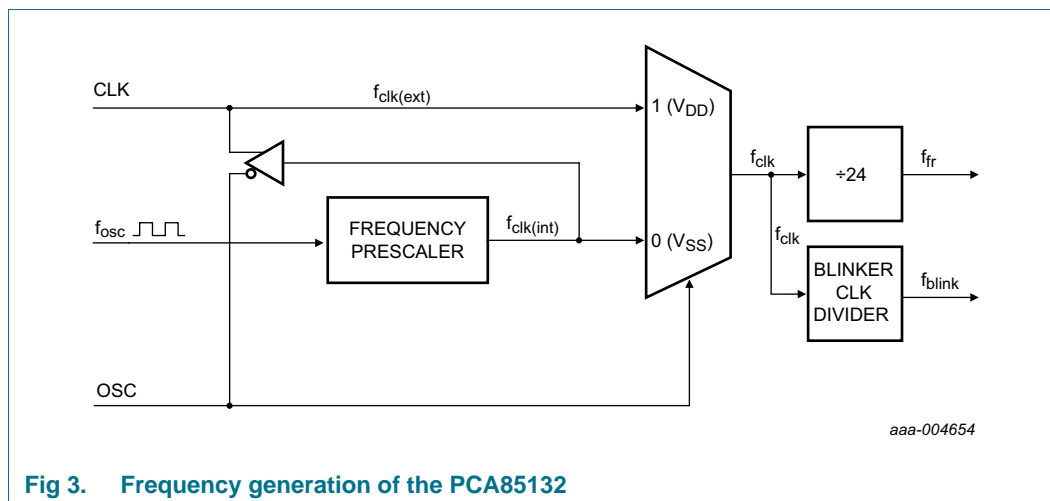 CLK
f_clk(ext)
1 (V_DD)
f_clk
÷24
f_fr
f_osc
FREQUENCY
PRESCALER
f_clk(int)
0 (V_SS)
f_clk
BLINKER
CLK
DIVIDER
f_blink
OSC
aaa-004654
Fig 3. Frequency generation of the PCA85132